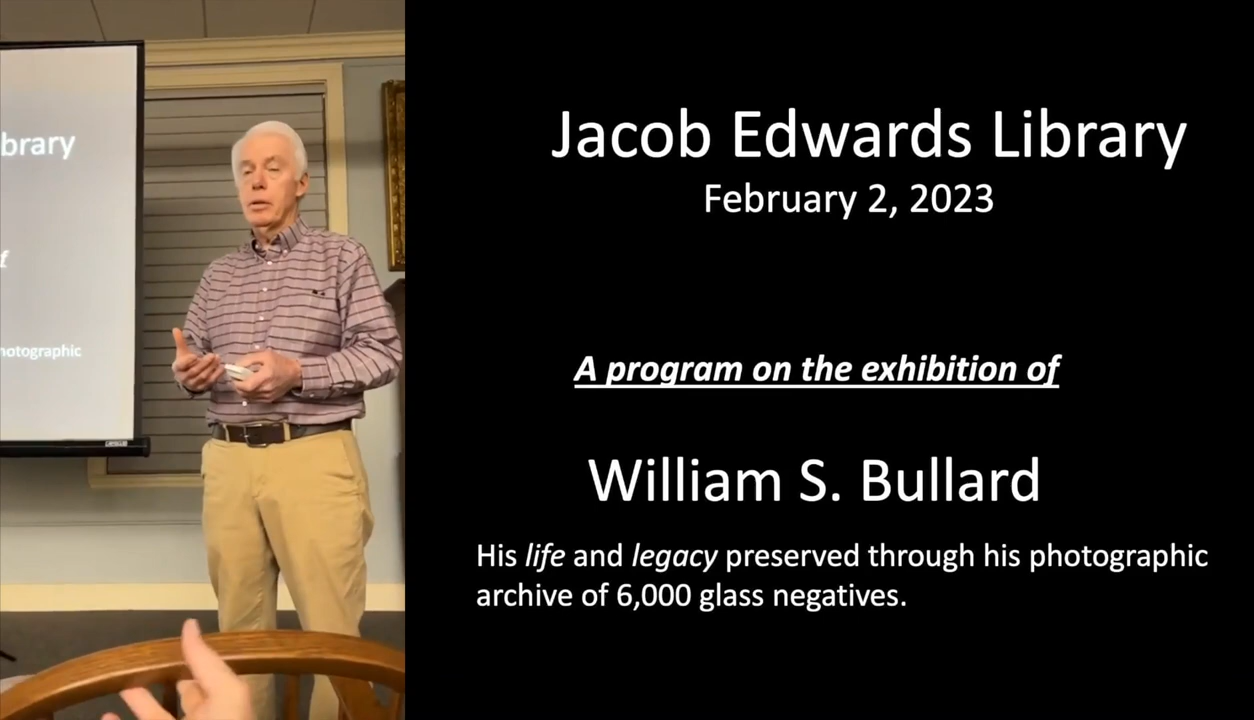 brary
f
hotographic
Jacob Edwards Library
February 2, 2023
A program on the exhibition of
William S. Bullard
His life and legacy preserved through his photographic
archive of 6,000 glass negatives.